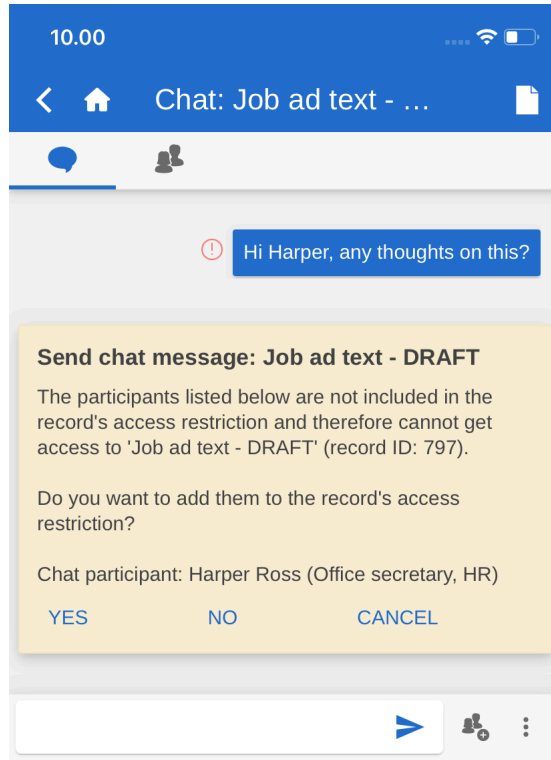 10.00
Chat: Job ad text - ...
Hi Harper, any thoughts on this?
Send chat message: Job ad text - DRAFT
The participants listed below are not included in the
record's access restriction and therefore cannot get
access to 'Job ad text - DRAFT' (record ID: 797).
Do you want to add them to the record's access
restriction?
Chat participant: Harper Ross (Office secretary, HR)
YES NO CANCEL